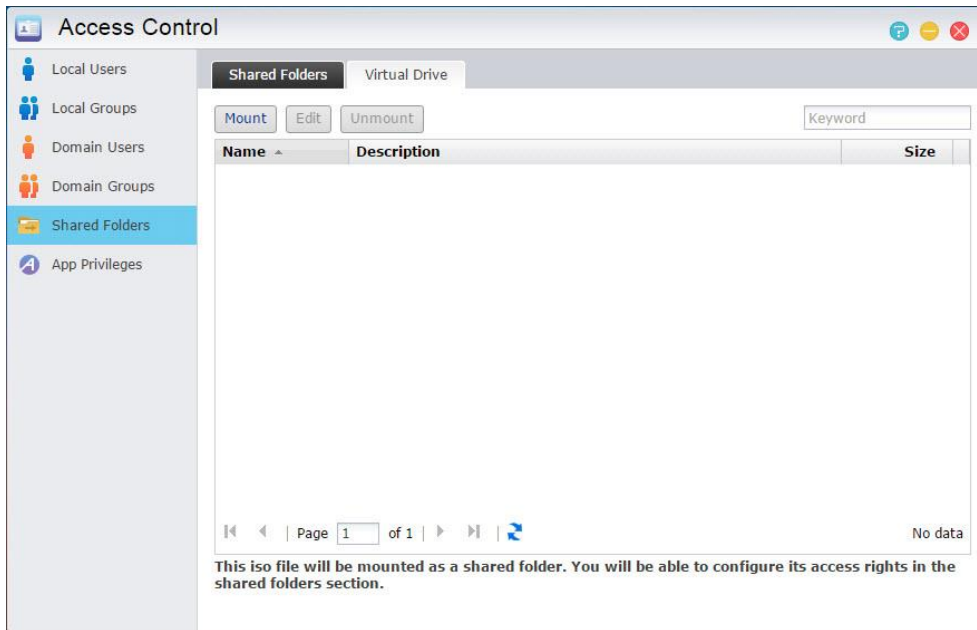 Access Control
Local Users
Local Groups
Domain Users
Domain Groups
Shared Folders
App Privileges
Shared Folders Virtual Drive
Mount Edit Unmount Keyword
Name Description Size
Page 1 of 1 No data
This iso file will be mounted as a shared folder. You will be able to configure its access rights in the
shared folders section.